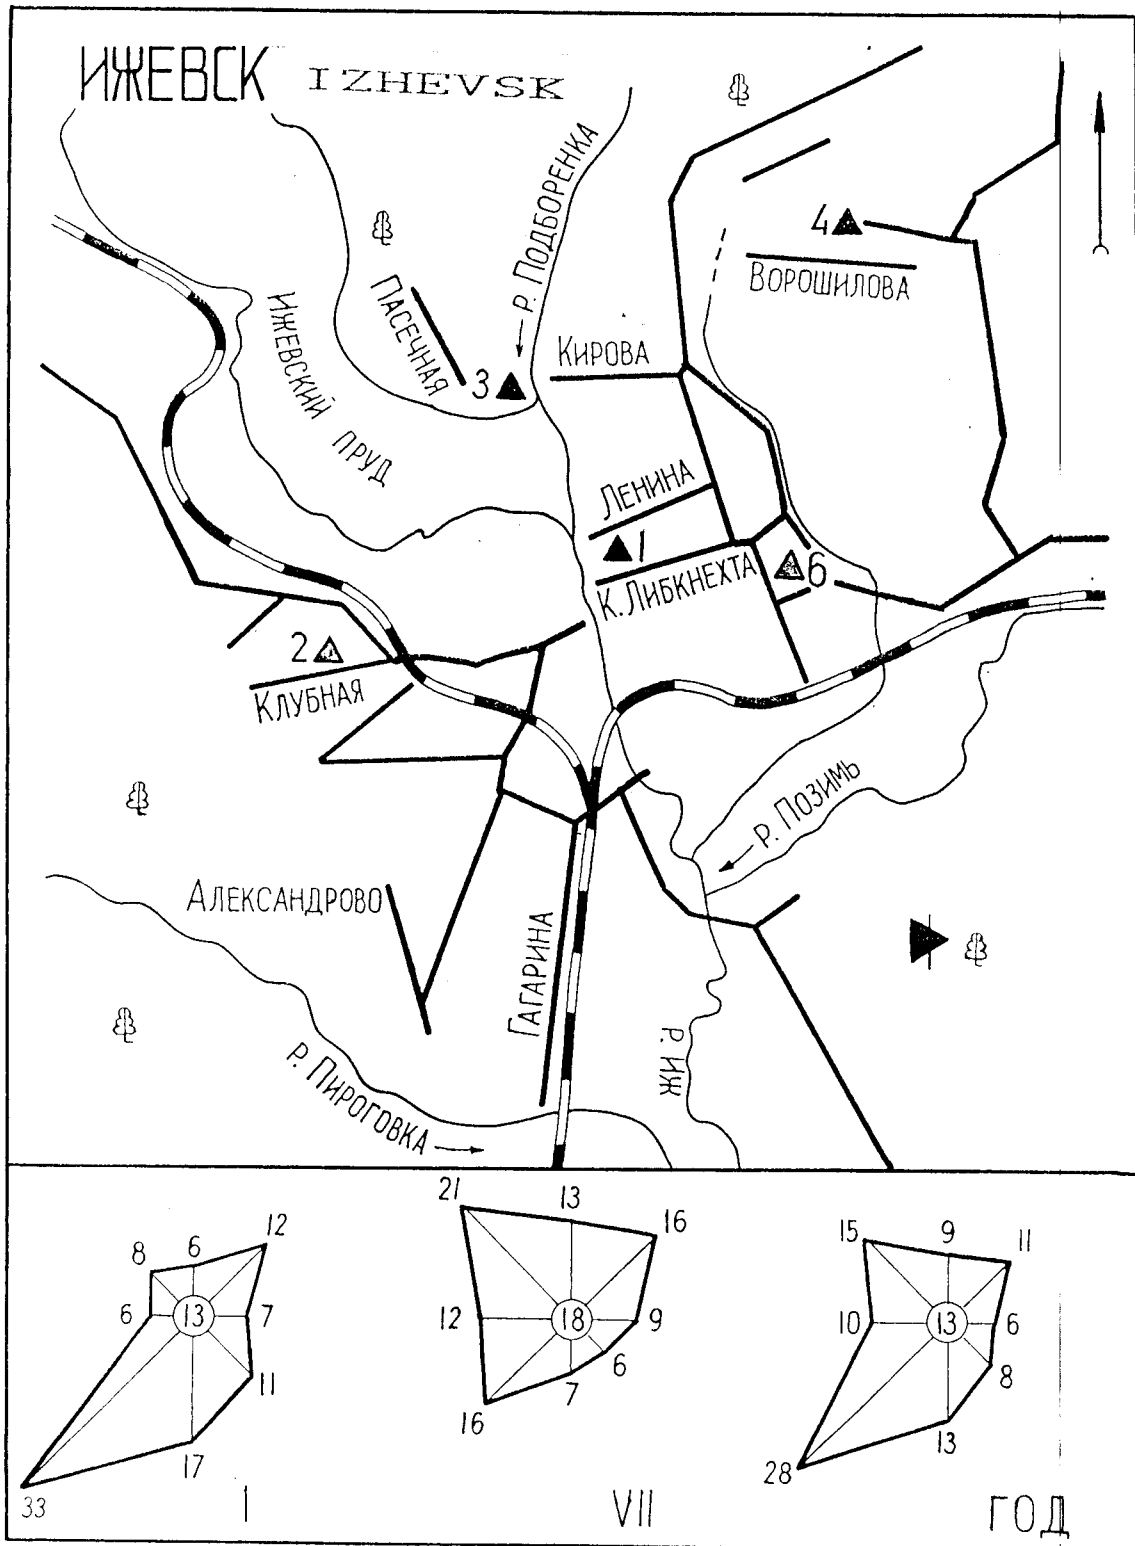 ИЖЕВСК IZHEVSK
р. Подборенка
4
Ворошилова
Пасечная
Ижевский
пруд
3
Кирова
Ленина
1
К. Либкнехта
6
2
Клубная
р. Позимь
Александрово
Гагарина
р. Иж
р. Пироговка
8 6 12
6 13 7
11
17
33
I
21 13 16
12 18 9
6
7
16
VII
15 9 11
10 13 6
8
13
28
ГОД